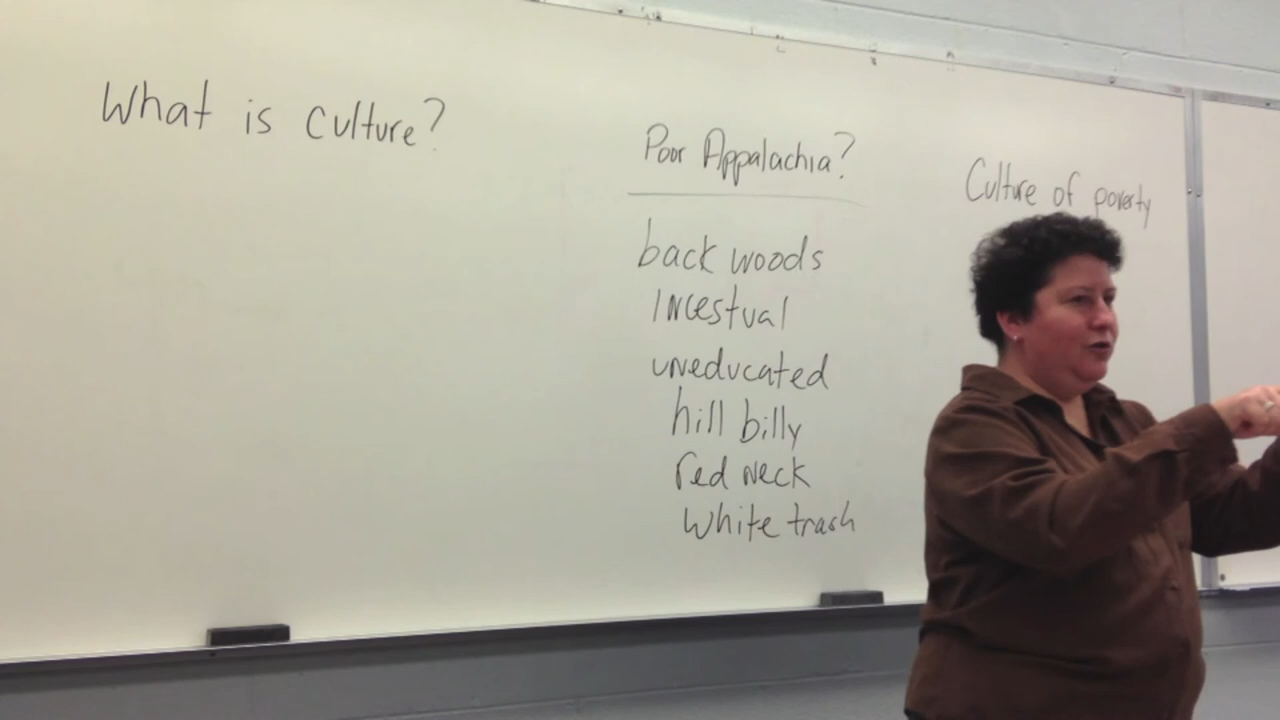 What is culture?
Poor Appalachia?
back woods
Incestual
uneducated
hill billy
red neck
white trash
Culture of poverty